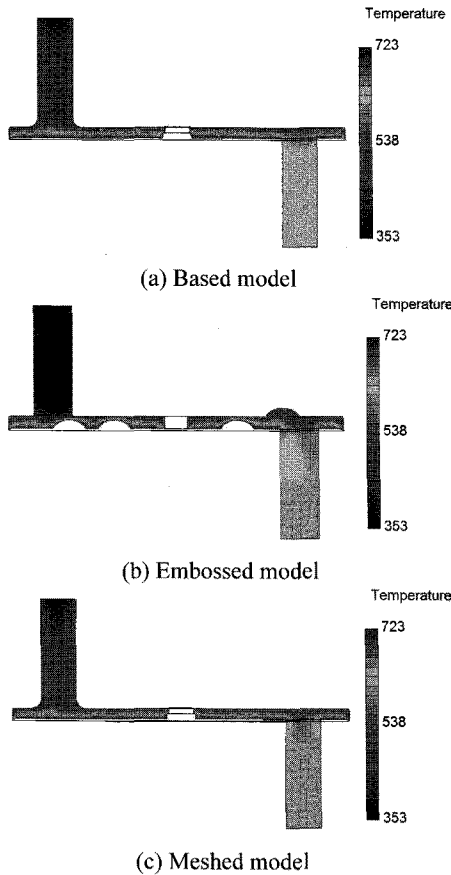 Temperature
723
538
353
(a) Based model
Temperature
723
538
353
(b) Embossed model
Temperature
723
538
353
(c) Meshed model